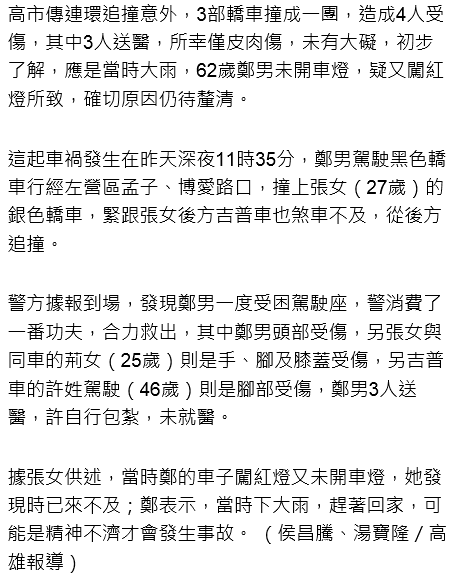 高市傳連環追撞意外，3部轎車撞成一團，造成4人受
傷，其中3人送醫，所幸僅皮肉傷，未有大礙，初步
了解，應是當時大雨，62歲鄭男未開車燈，疑又闖紅
燈所致，確切原因仍待釐清。
這起車禍發生在昨天深夜11時35分，鄭男駕駛黑色轎
車行經左營區孟子、博愛路口，撞上張女（27歲）的
銀色轎車，緊跟張女後方吉普車也煞車不及，從後方
追撞。
警方據報到場，發現鄭男一度受困駕駛座，警消費了
一番功夫，合力救出，其中鄭男頭部受傷，另張女與
同車的荊女（25歲）則是手、腳及膝蓋受傷，另吉普
車的許姓駕駛（46歲）則是腳部受傷，鄭男3人送
醫，許自行包紮，未就醫。
據張女供述，當時鄭的車子闖紅燈又未開車燈，她發
現時已來不及；鄭表示，當時下大雨，趕著回家，可
能是精神不濟才會發生事故。（侯昌騰、湯寶隆／高
雄報導）